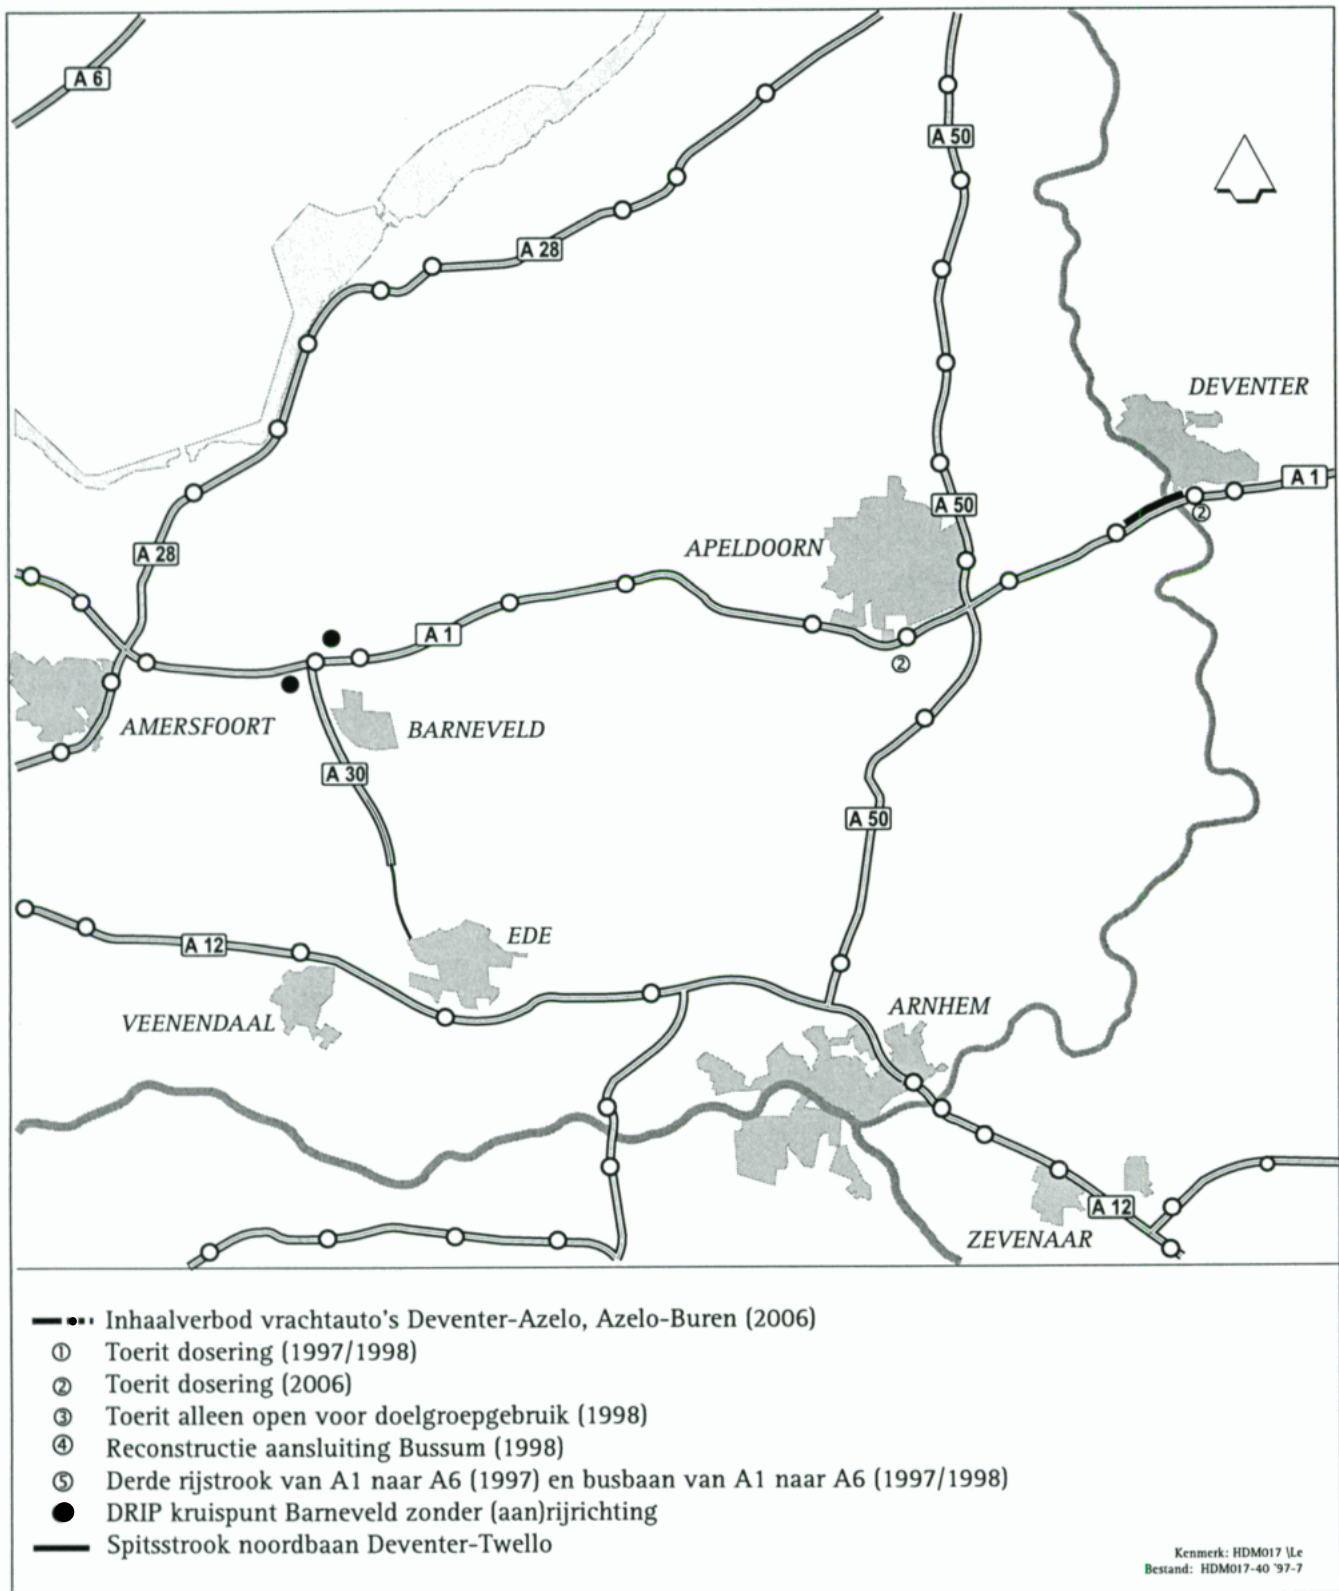 A 6
A 50
A 28
DEVENTER
A 1
A 50
②
APELDOORN
A 28
A 1
②
AMERSFOORT
BARNEVELD
A 30
A 50
A 12
EDE
VEENENDAAL
ARNHEM
A 12
ZEVENAAR
Inhaalverbod vrachtauto's Deventer-Azelo, Azelo-Buren (2006)
① Toerit dosering (1997/1998)
② Toerit dosering (2006)
③ Toerit alleen open voor doelgroepgebruik (1998)
④ Reconstructie aansluiting Bussum (1998)
⑤ Derde rijstrook van A1 naar A6 (1997) en busbaan van A1 naar A6 (1997/1998)
DRIP kruispunt Barneveld zonder (aan)rijrichting
Spitsstrook noordbaan Deventer-Twello
Kenmerk: HDM017 \Le
Bestand: HDM017-40 '97-7